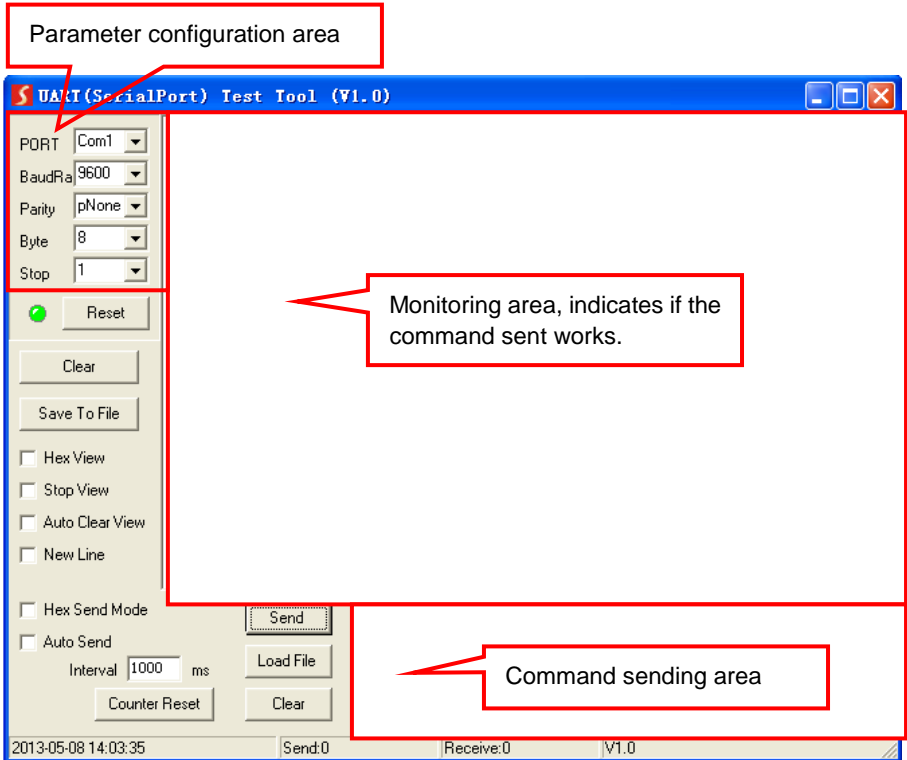 Parameter configuration area
UART(SerialPort) Test Tool (V1.0)
PORT Com1
BaudRa 9600
Parity pNone
Byte 8
Stop 1
Reset
Monitoring area, indicates if the
command sent works.
Clear
Save To File
Hex View
Stop View
Auto Clear View
New Line
Hex Send Mode
Send
Auto Send
Interval 1000 ms
Load File
Command sending area
Counter Reset
Clear
2013-05-08 14:03:35 Send:0 Receive:0 V1.0